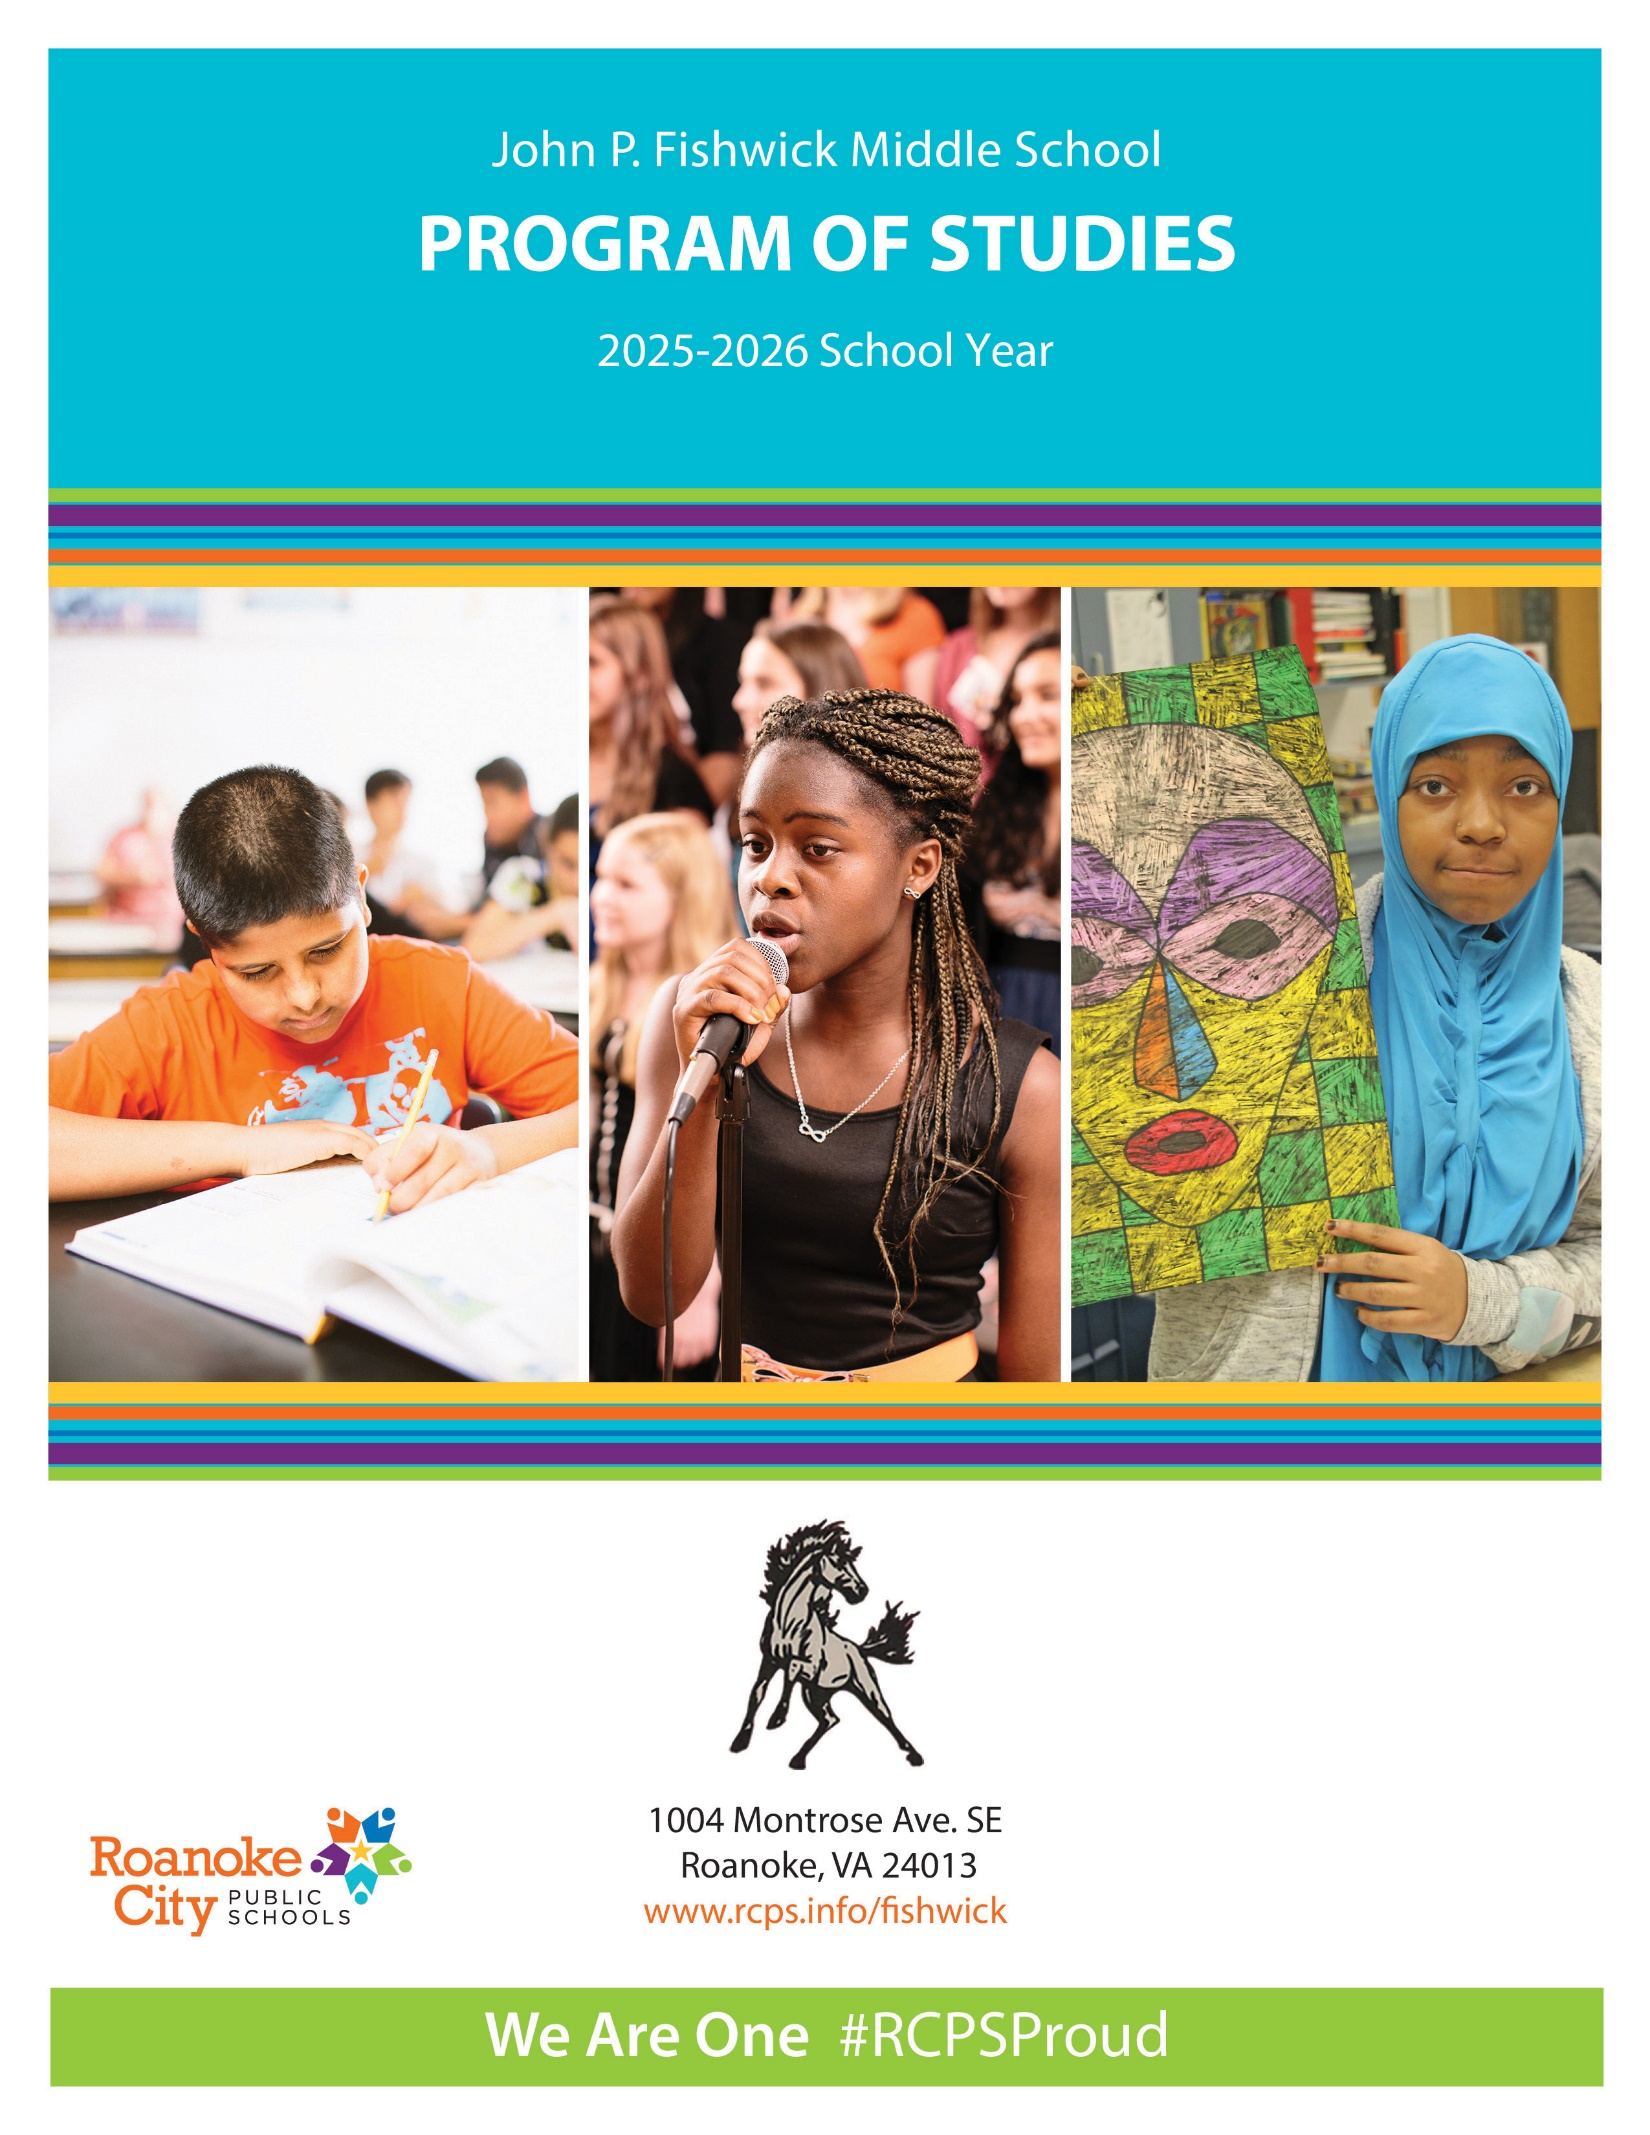 John P. Fishwick Middle School
PROGRAM OF STUDIES
2025-2026 School Year
Roanoke
City PUBLIC
SCHOOLS
1004 Montrose Ave. SE
Roanoke, VA 24013
www.rcps.info/fishwick
We Are One #RCPSProud